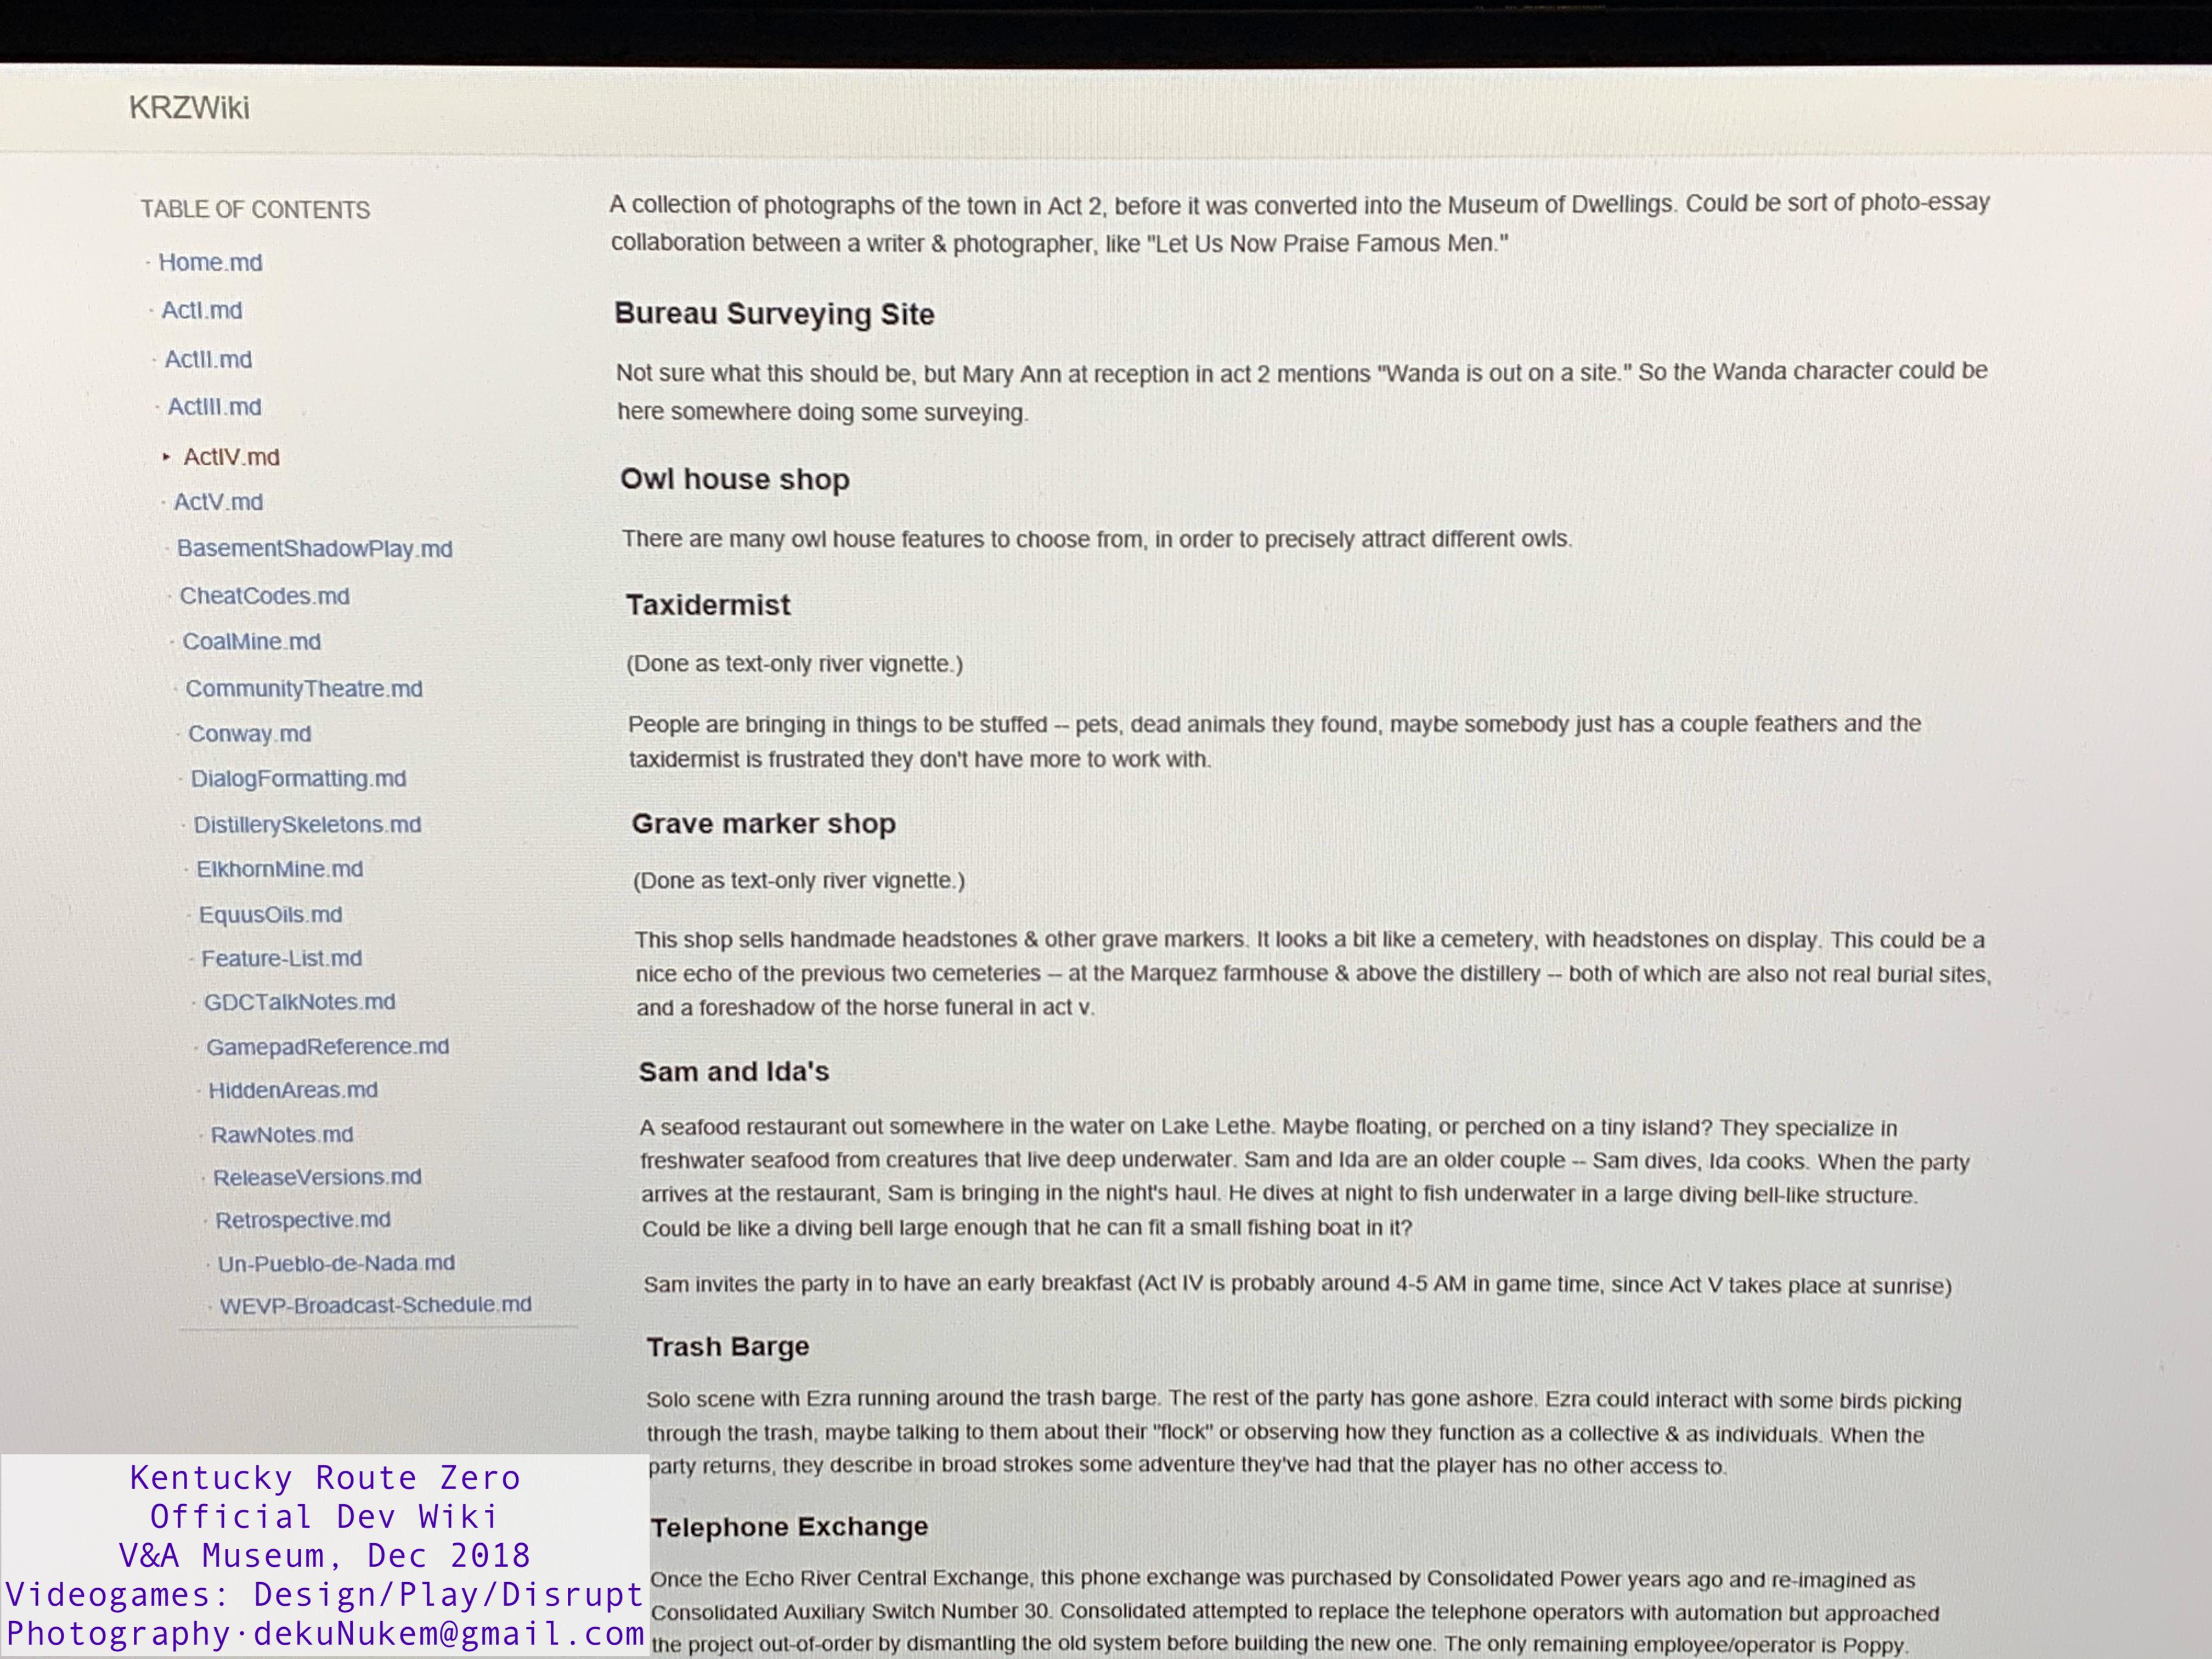 KRZWiki
TABLE OF CONTENTS
· Home.md
· ActI.md
· ActII.md
· ActIII.md
▸ ActIV.md
· ActV.md
· BasementShadowPlay.md
· CheatCodes.md
· CoalMine.md
· CommunityTheatre.md
· Conway.md
· DialogFormatting.md
· DistillerySkeletons.md
· ElkhornMine.md
· EquusOils.md
· Feature-List.md
· GDCTalkNotes.md
· GamepadReference.md
· HiddenAreas.md
· RawNotes.md
· ReleaseVersions.md
· Retrospective.md
· Un-Pueblo-de-Nada.md
· WEVP-Broadcast-Schedule.md
A collection of photographs of the town in Act 2, before it was converted into the Museum of Dwellings. Could be sort of photo-essay
collaboration between a writer & photographer, like "Let Us Now Praise Famous Men."
Bureau Surveying Site
Not sure what this should be, but Mary Ann at reception in act 2 mentions "Wanda is out on a site." So the Wanda character could be
here somewhere doing some surveying.
Owl house shop
There are many owl house features to choose from, in order to precisely attract different owls.
Taxidermist
(Done as text-only river vignette.)
People are bringing in things to be stuffed -- pets, dead animals they found, maybe somebody just has a couple feathers and the
taxidermist is frustrated they don't have more to work with.
Grave marker shop
(Done as text-only river vignette.)
This shop sells handmade headstones & other grave markers. It looks a bit like a cemetery, with headstones on display. This could be a
nice echo of the previous two cemeteries -- at the Marquez farmhouse & above the distillery -- both of which are also not real burial sites,
and a foreshadow of the horse funeral in act v.
Sam and Ida's
A seafood restaurant out somewhere in the water on Lake Lethe. Maybe floating, or perched on a tiny island? They specialize in
freshwater seafood from creatures that live deep underwater. Sam and Ida are an older couple -- Sam dives, Ida cooks. When the party
arrives at the restaurant, Sam is bringing in the night's haul. He dives at night to fish underwater in a large diving bell-like structure.
Could be like a diving bell large enough that he can fit a small fishing boat in it?
Sam invites the party in to have an early breakfast (Act IV is probably around 4-5 AM in game time, since Act V takes place at sunrise)
Trash Barge
Solo scene with Ezra running around the trash barge. The rest of the party has gone ashore. Ezra could interact with some birds picking
through the trash, maybe talking to them about their "flock" or observing how they function as a collective & as individuals. When the
party returns, they describe in broad strokes some adventure they've had that the player has no other access to.
Telephone Exchange
Once the Echo River Central Exchange, this phone exchange was purchased by Consolidated Power years ago and re-imagined as
Consolidated Auxiliary Switch Number 30. Consolidated attempted to replace the telephone operators with automation but approached
the project out-of-order by dismantling the old system before building the new one. The only remaining employee/operator is Poppy.
Kentucky Route Zero
Official Dev Wiki
V&A Museum, Dec 2018
Videogames: Design/Play/Disrupt
Photography·dekuNukem@gmail.com